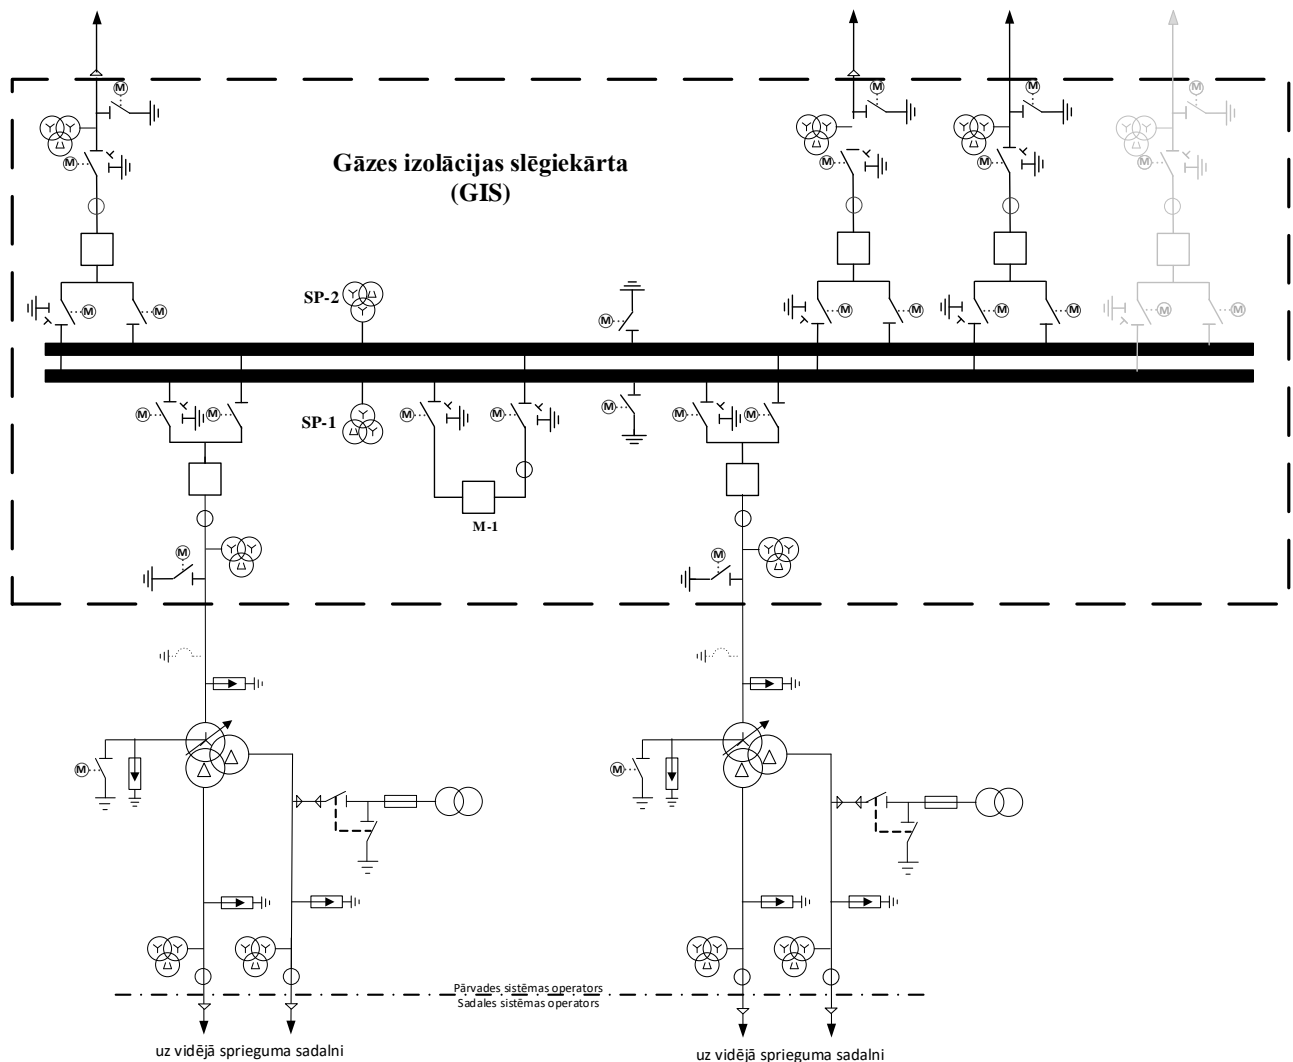 M
M
M
M
Gāzes izolācijas slēgiekārta
(GIS)
M
M
M
M
SP-2
M
M
M
M
M
M
M
M
M
M
M
SP-1
M
M
M
M
M
M
M
M-1
M
M
M
M
Pārvades sistēmas operators
Sadales sistēmas operators
uz vidējā sprieguma sadalni
uz vidējā sprieguma sadalni